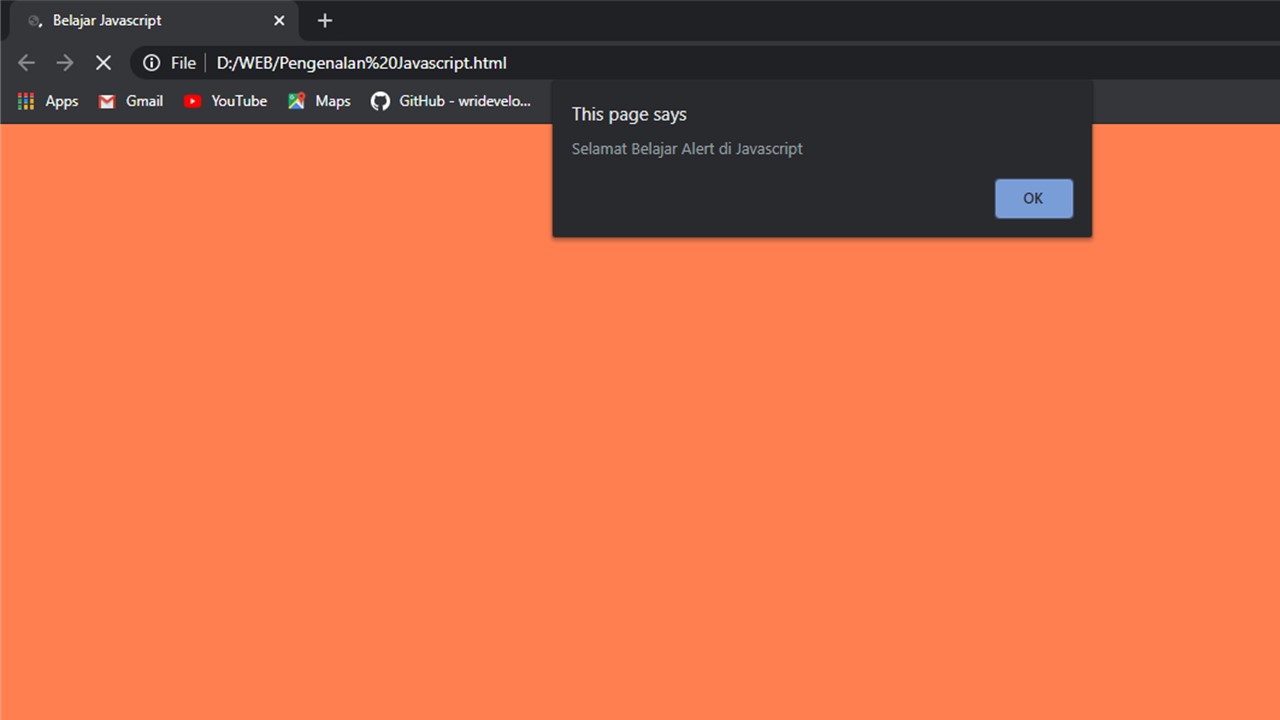 Belajar Javascript
File D:/WEB/Pengenalan%20Javascript.html
Apps Gmail YouTube Maps GitHub - wridevelo...
This page says
Selamat Belajar Alert di Javascript
OK